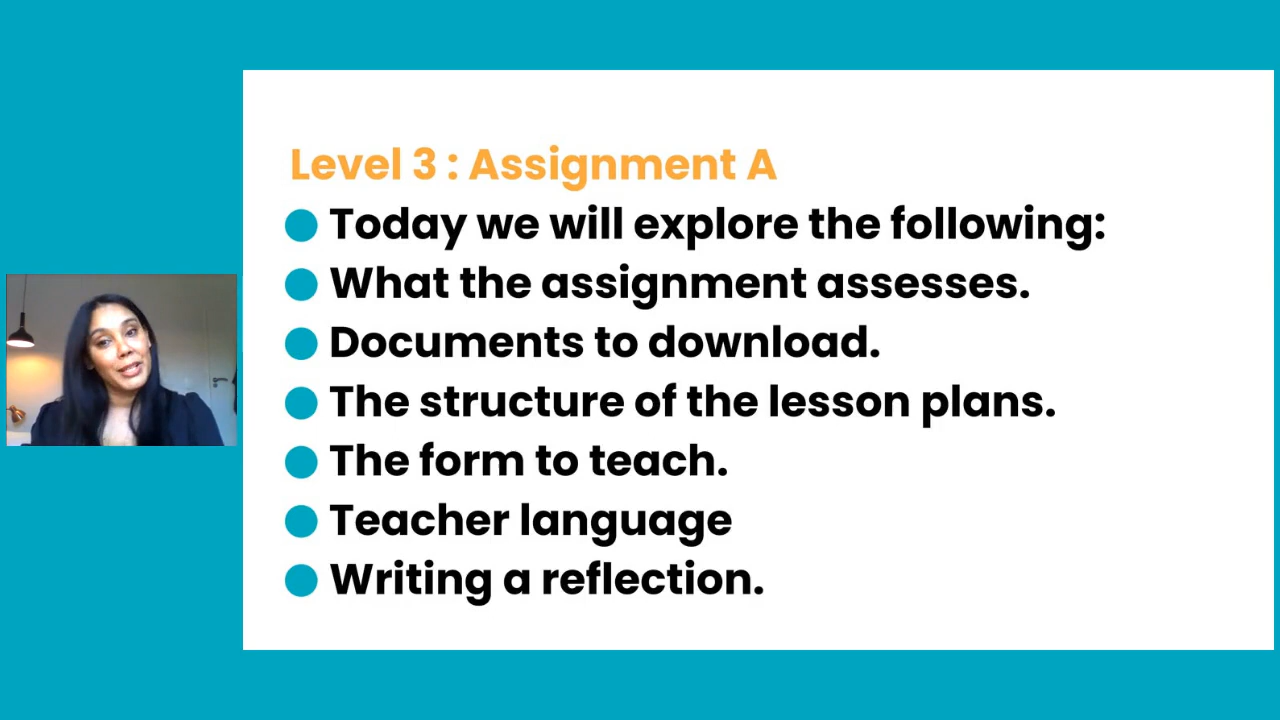 Level 3 : Assignment A
Today we will explore the following:
What the assignment assesses.
Documents to download.
The structure of the lesson plans.
The form to teach.
Teacher language
Writing a reflection.